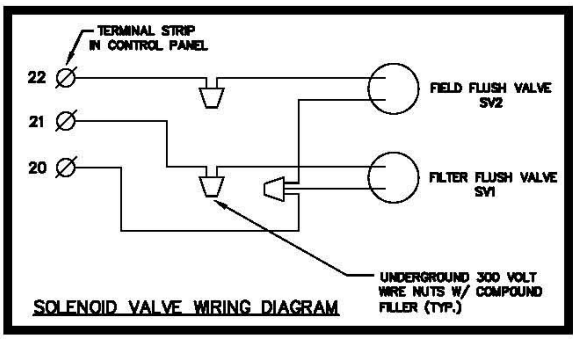 TERMINAL STRIP
IN CONTROL PANEL
22
FIELD FLUSH VALVE
SV2
21
20
FILTER FLUSH VALVE
SV1
UNDERGROUND 300 VOLT
WIRE NUTS W/ COMPOUND
FILLER (TYP.)
SOLENOID VALVE WIRING DIAGRAM